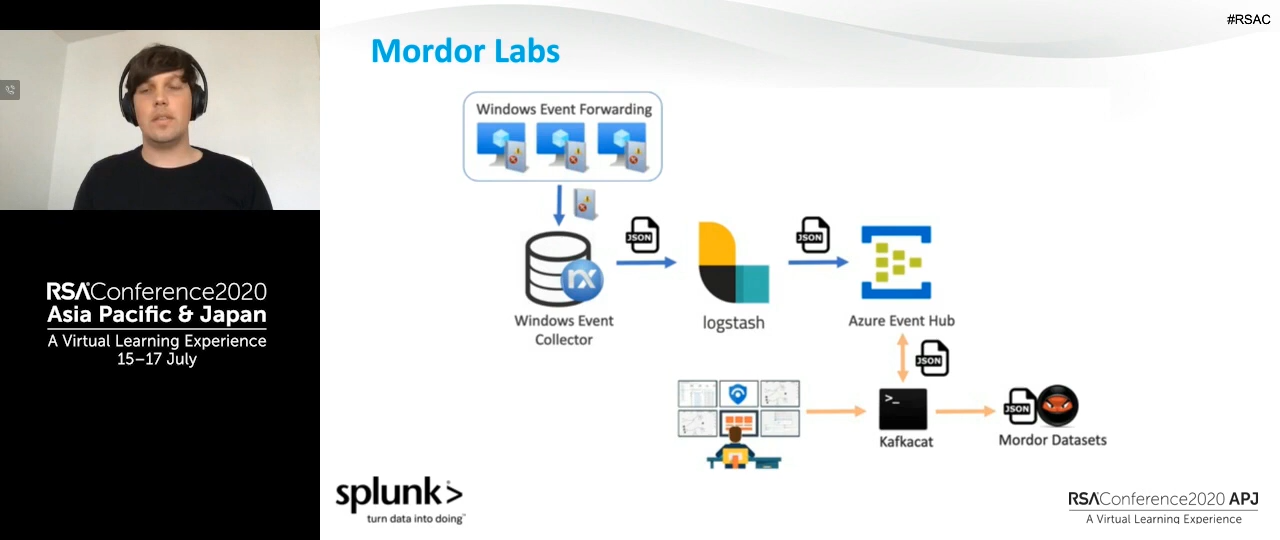 #RSAC
Mordor Labs
Windows Event Forwarding
JSON
JSON
nx
Windows Event
Collector
logstash
Azure Event Hub
JSON
>_
JSON
Kafkacat
Mordor Datasets
RSAConference2020
Asia Pacific & Japan
A Virtual Learning Experience
15–17 July
splunk>
turn data into doing™
RSAConference2020 APJ
A Virtual Learning Experience